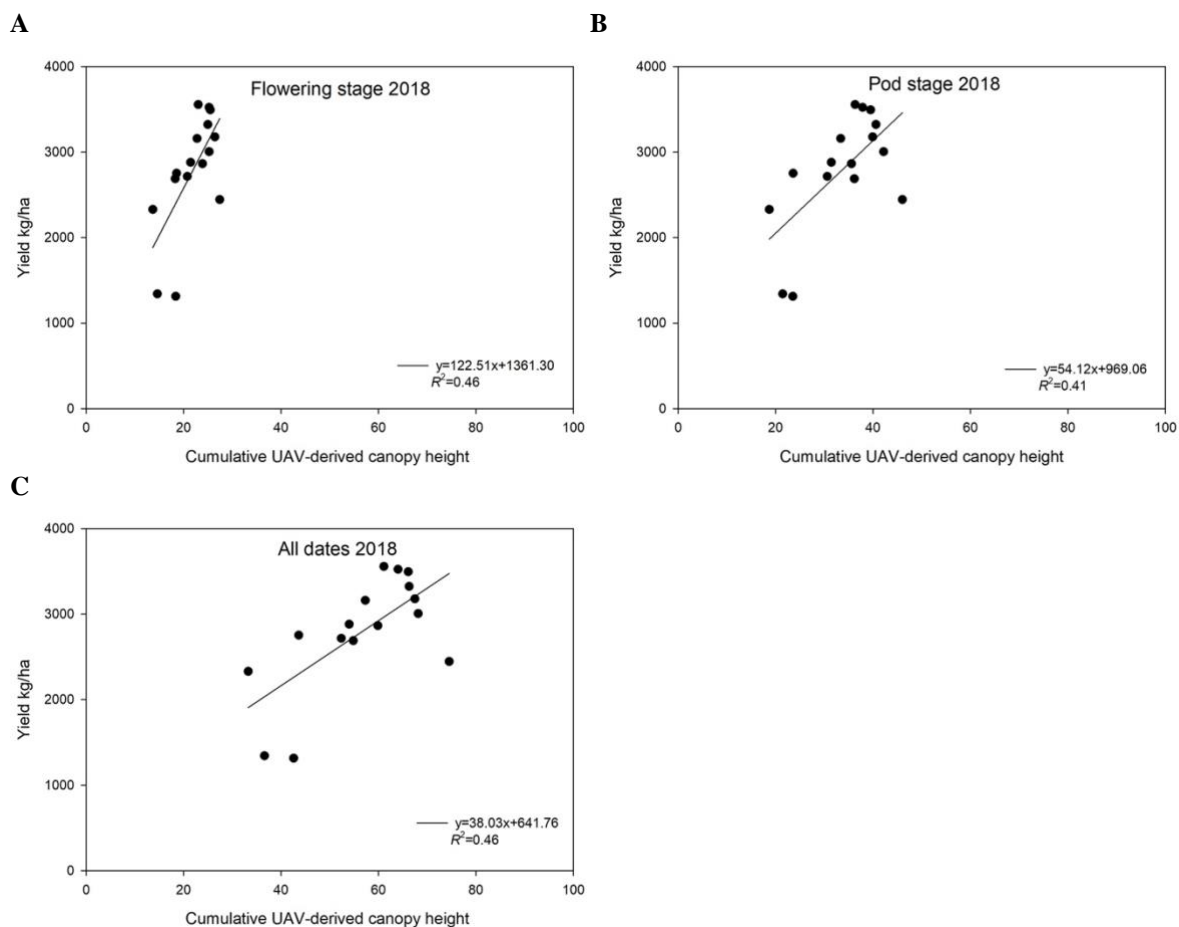 A
Flowering stage 2018
Yield kg/ha
4000
3000
2000
1000
0
y=122.51x+1361.30
R²=0.46
0 20 40 60 80 100
Cumulative UAV-derived canopy height
B
Pod stage 2018
Yield kg/ha
4000
3000
2000
1000
0
y=54.12x+969.06
R²=0.41
0 20 40 60 80 100
Cumulative UAV-derived canopy height
C
All dates 2018
Yield kg/ha
4000
3000
2000
1000
0
y=38.03x+641.76
R²=0.46
0 20 40 60 80 100
Cumulative UAV-derived canopy height